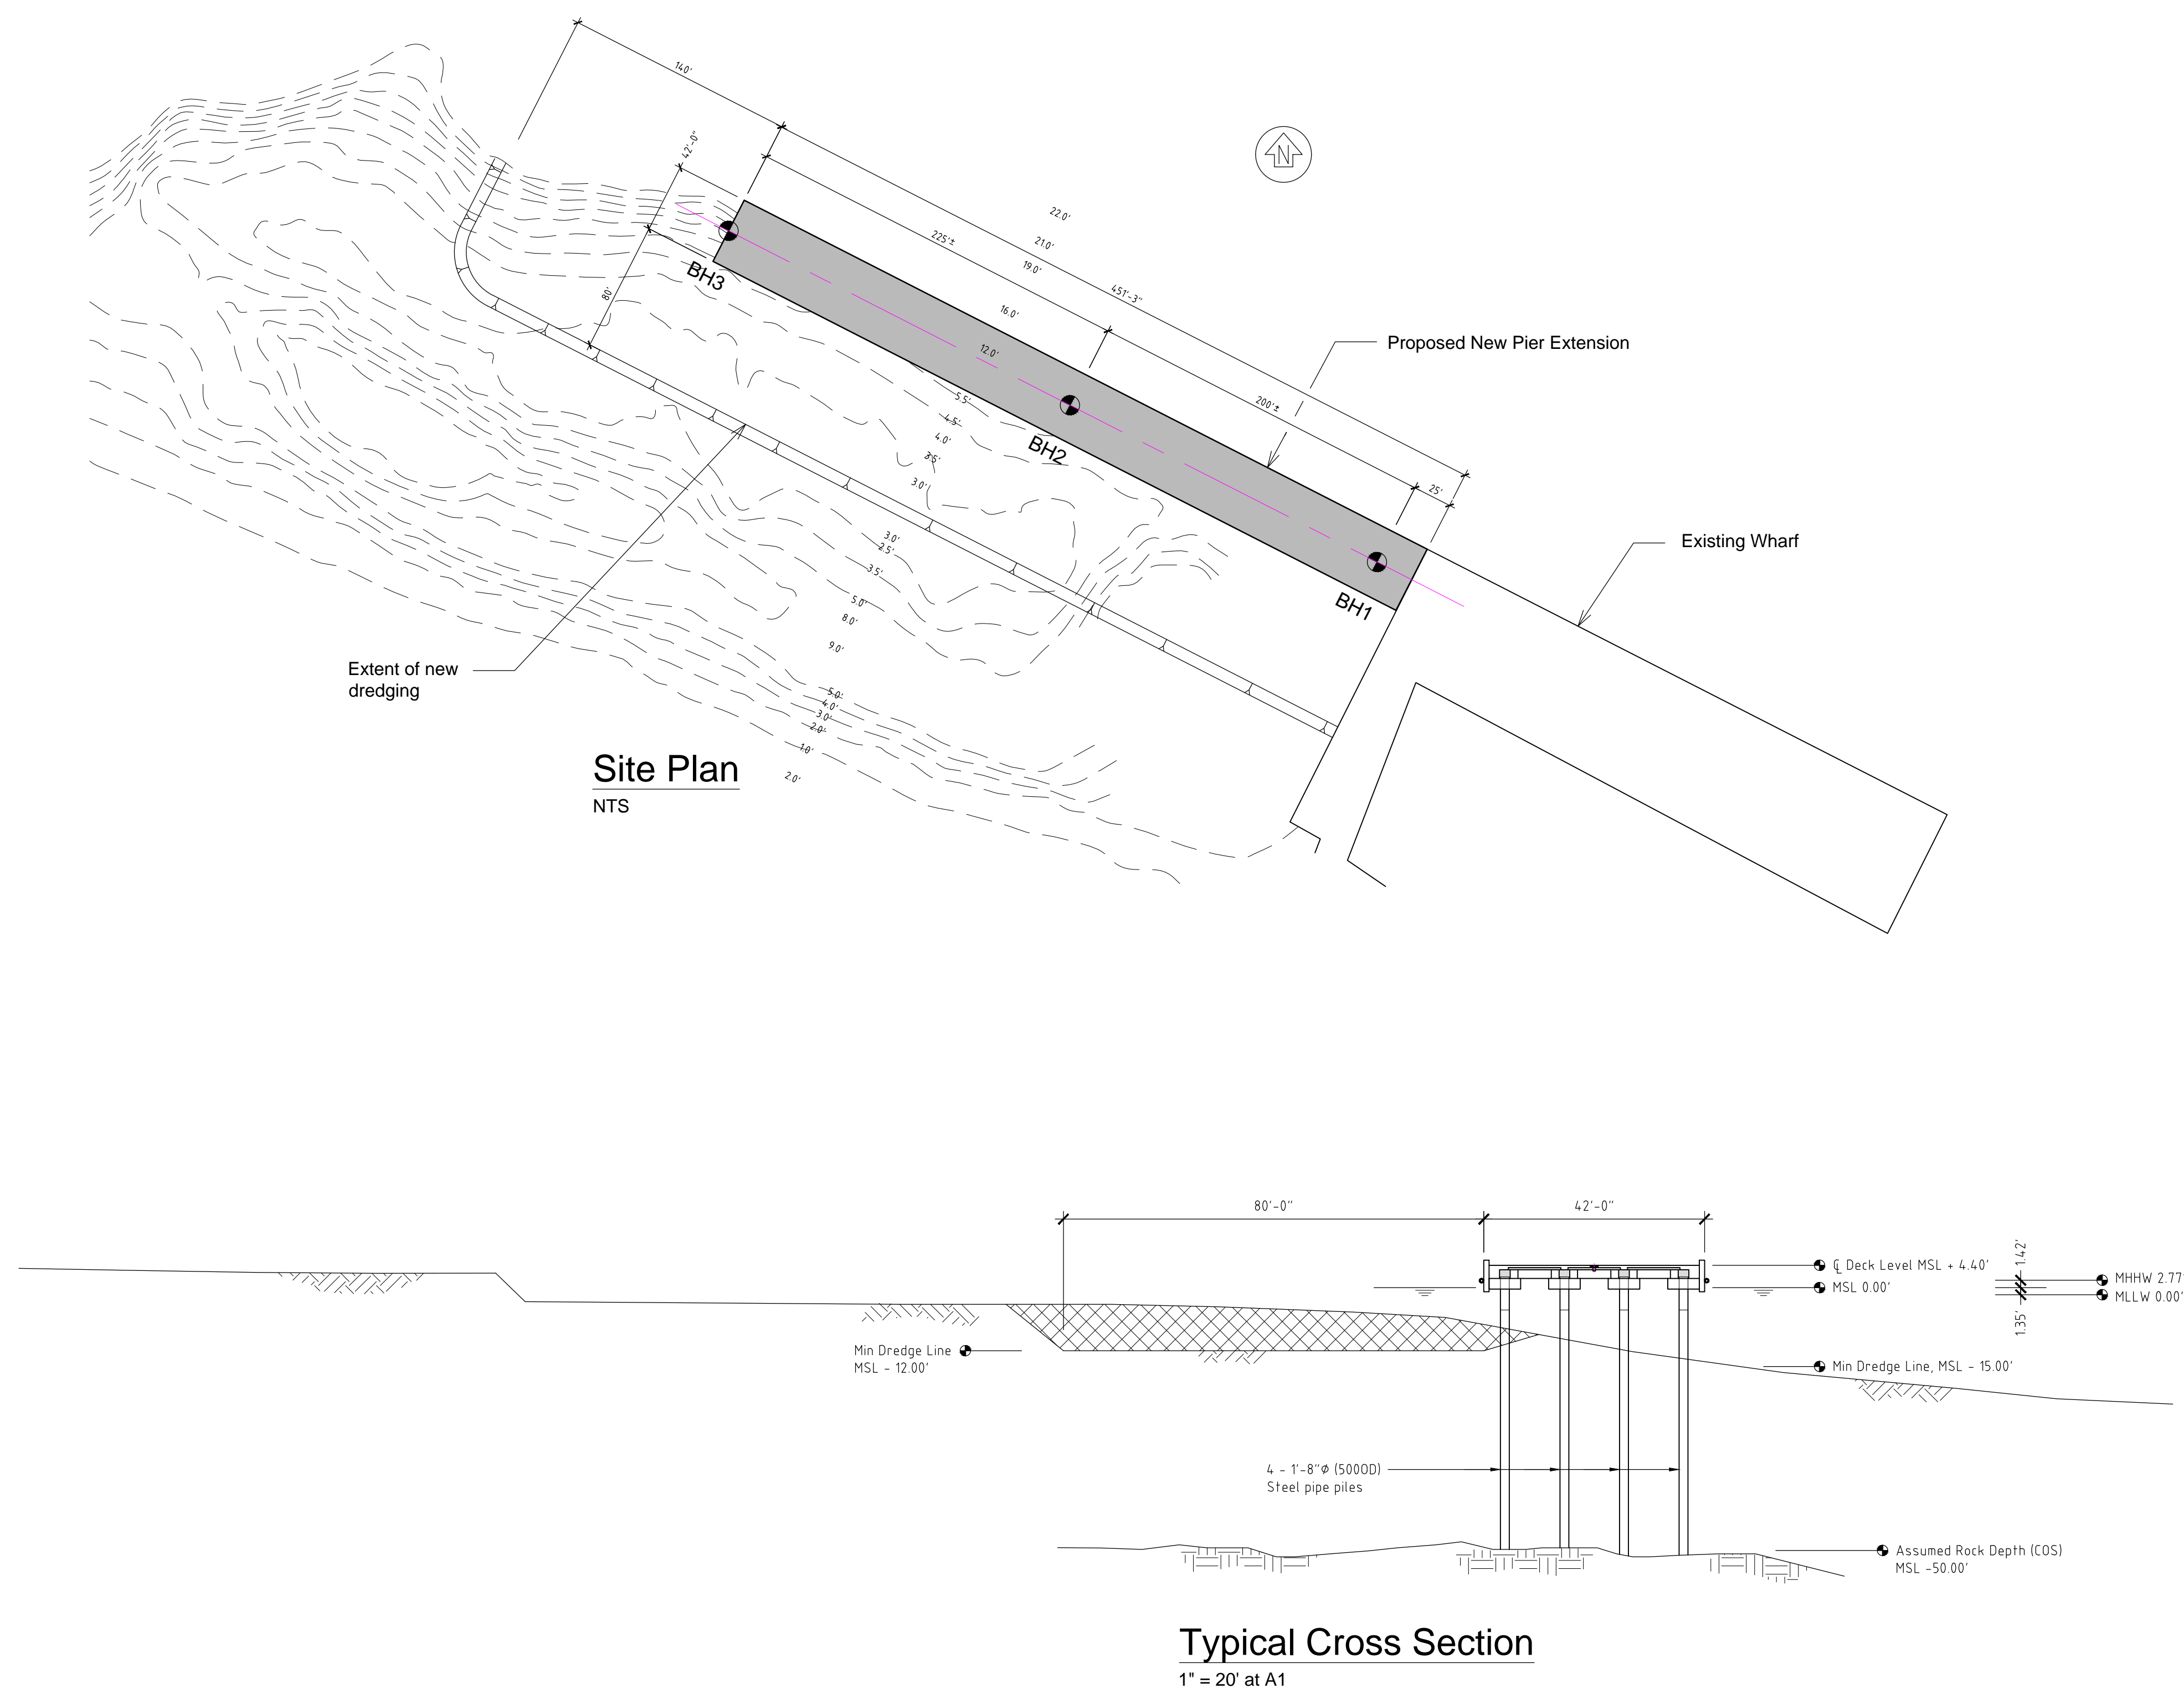 140'
42'-0"
N
22.0'
225'±
21.0'
19.0'
BH3
80'
451'-3"
16.0'
Proposed New Pier Extension
12.0'
5.5'
200'±
4.5'
4.0'
BH2
3.5'
3.0'
25'
3.0'
2.5'
Existing Wharf
3.5'
5.0'
BH1
8.0'
9.0'
Extent of new
dredging
5.0'
4.0'
3.0'
2.0'
1.0'
2.0'
Site Plan
NTS
80'-0"
42'-0"
℄ Deck Level MSL + 4.40'
MSL 0.00'
1.42'
MHHW 2.77'
MLLW 0.00'
1.35'
Min Dredge Line
MSL - 12.00'
Min Dredge Line, MSL - 15.00'
4 - 1'-8"Ø (500OD)
Steel pipe piles
Assumed Rock Depth (COS)
MSL -50.00'
Typical Cross Section
1" = 20' at A1